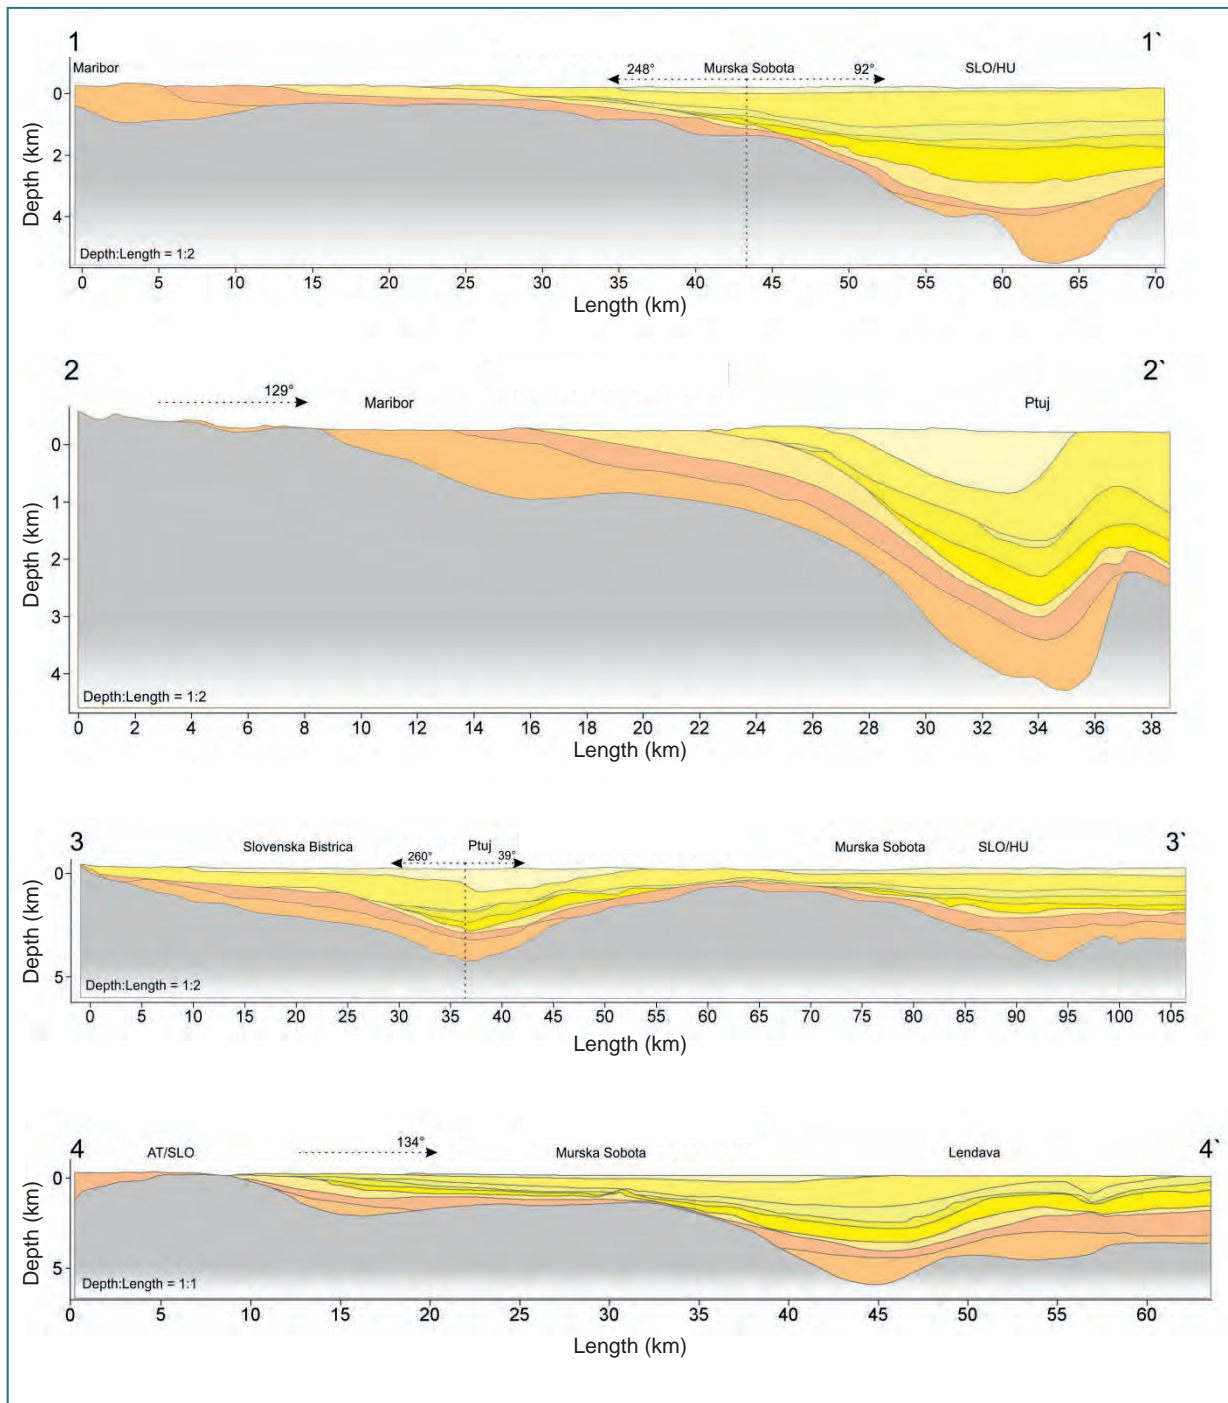 1 1`
Maribor 248° Murska Sobota 92° SLO/HU
0
2
4
Depth (km)
Depth:Length = 1:2
0 5 10 15 20 25 30 35 40 45 50 55 60 65 70
Length (km)
2 2`
129° Maribor Ptuj
0
1
2
3
4
Depth (km)
Depth:Length = 1:2
0 2 4 6 8 10 12 14 16 18 20 22 24 26 28 30 32 34 36 38
Length (km)
3 Slovenska Bistrica Ptuj Murska Sobota SLO/HU 3`
260° 39°
0
5
Depth (km)
Depth:Length = 1:2
0 5 10 15 20 25 30 35 40 45 50 55 60 65 70 75 80 85 90 95 100 105
Length (km)
4 AT/SLO 134° Murska Sobota Lendava 4`
0
5
Depth (km)
Depth:Length = 1:1
0 5 10 15 20 25 30 35 40 45 50 55 60
Length (km)